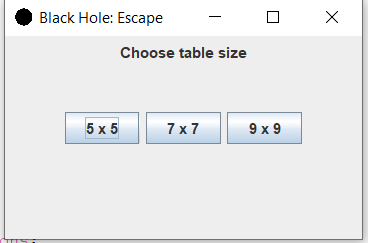 Black Hole: Escape
Choose table size
5 x 5 7 x 7 9 x 9